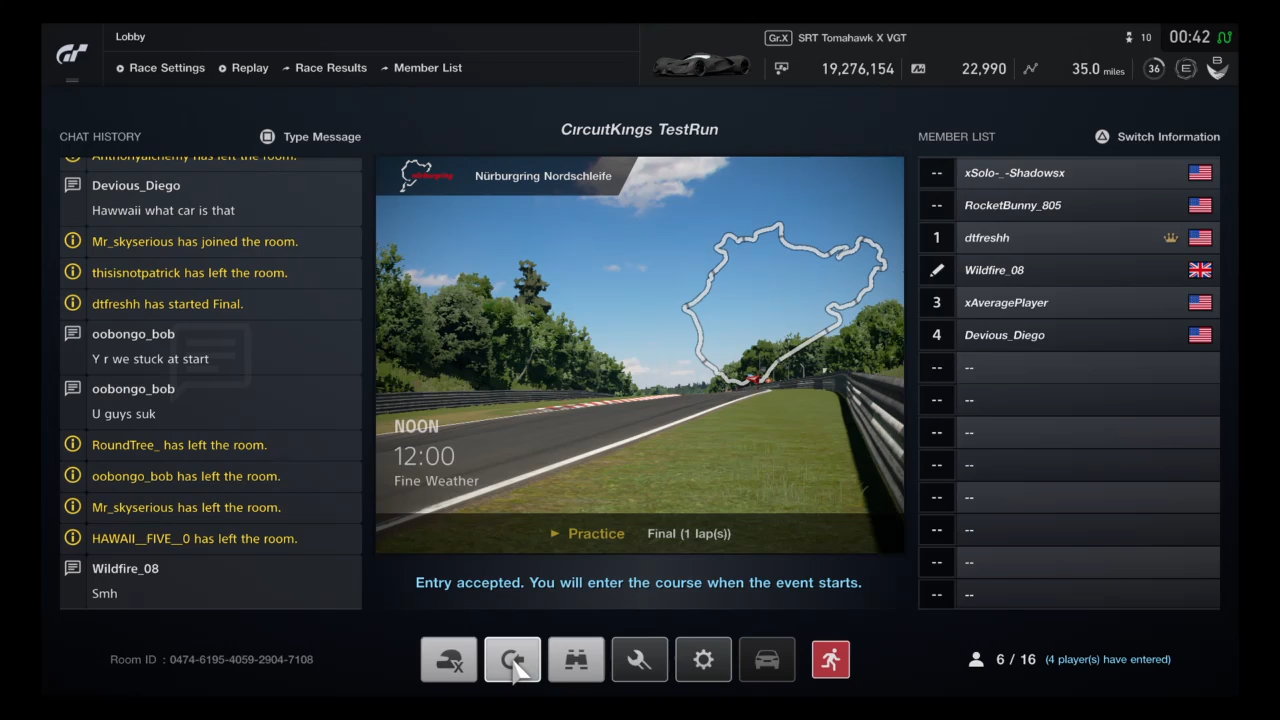 Lobby
Race Settings
Replay
Race Results
Member List
Gr.X SRT Tomahawk X VGT
10
00:42
19,276,154
22,990
35.0 miles
36
E
B
CHAT HISTORY
Type Message
Anthonyalchemy has left the room.
Devious_Diego
Hawwaii what car is that
Mr_skyserious has joined the room.
thisisnotpatrick has left the room.
dtfreshh has started Final.
oobongo_bob
Y r we stuck at start
oobongo_bob
U guys suk
RoundTree_ has left the room.
oobongo_bob has left the room.
Mr_skyserious has left the room.
HAWAII__FIVE__0 has left the room.
Wildfire_08
Smh
CırcuıtKıngs TestRun
Nürburgring Nordschleife
NOON
12:00
Fine Weather
Practice
Final (1 lap(s))
Entry accepted. You will enter the course when the event starts.
MEMBER LIST
Switch Information
-- xSolo-_-Shadowsx
-- RocketBunny_805
1 dtfreshh
Wildfire_08
3 xAveragePlayer
4 Devious_Diego
-- --
-- --
-- --
-- --
-- --
-- --
-- --
-- --
Room ID : 0474-6195-4059-2904-7108
6 / 16 (4 player(s) have entered)